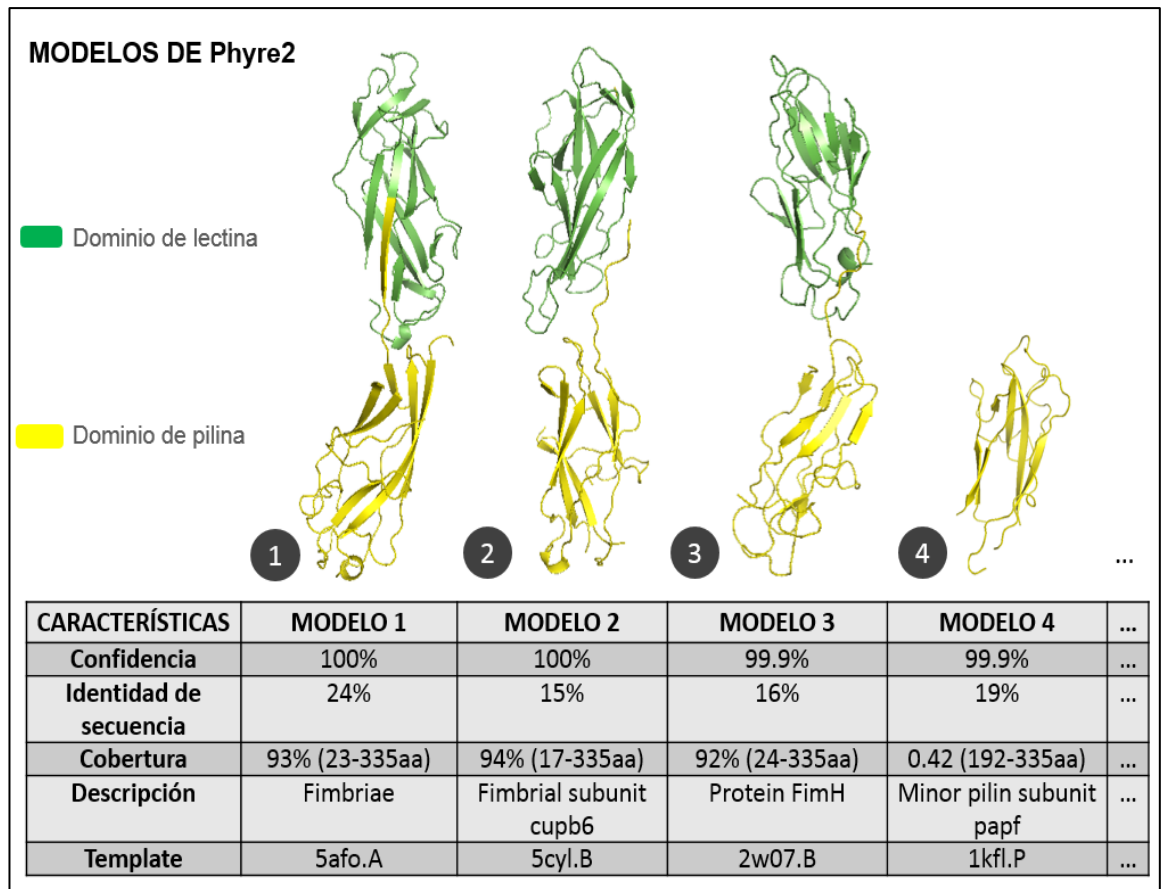 MODELOS DE Phyre2
Dominio de lectina
Dominio de pilina
1
2
3
4
...
CARACTERÍSTICAS MODELO 1 MODELO 2 MODELO 3 MODELO 4 ...
Confidencia 100% 100% 99.9% 99.9% ...
Identidad de secuencia 24% 15% 16% 19% ...
Cobertura 93% (23-335aa) 94% (17-335aa) 92% (24-335aa) 0.42 (192-335aa) ...
Descripción Fimbriae Fimbrial subunit cupb6 Protein FimH Minor pilin subunit papf ...
Template 5afo.A 5cyl.B 2w07.B 1kfl.P ...